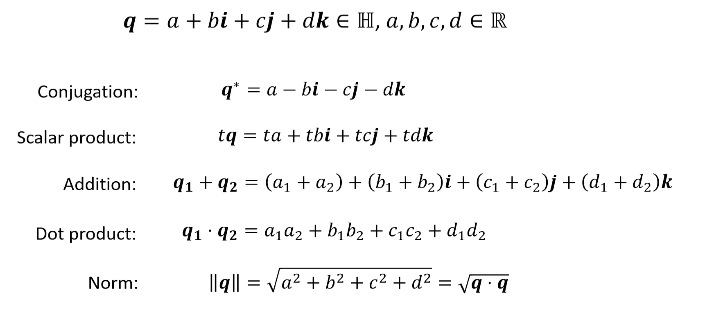 q = a + bi + cj + dk ∈ ℍ, a, b, c, d ∈ ℝ
Conjugation: q* = a − bi − cj − dk
Scalar product: tq = ta + tbi + tcj + tdk
Addition: q₁ + q₂ = (a₁ + a₂) + (b₁ + b₂)i + (c₁ + c₂)j + (d₁ + d₂)k
Dot product: q₁ · q₂ = a₁a₂ + b₁b₂ + c₁c₂ + d₁d₂
Norm: ‖q‖ = √(a² + b² + c² + d²) = √(q · q)